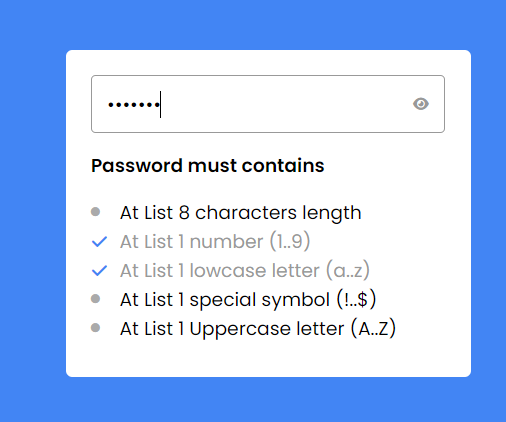 •••••••
Password must contains
At List 8 characters length
At List 1 number (1..9)
At List 1 lowcase letter (a..z)
At List 1 special symbol (!..$)
At List 1 Uppercase letter (A..Z)